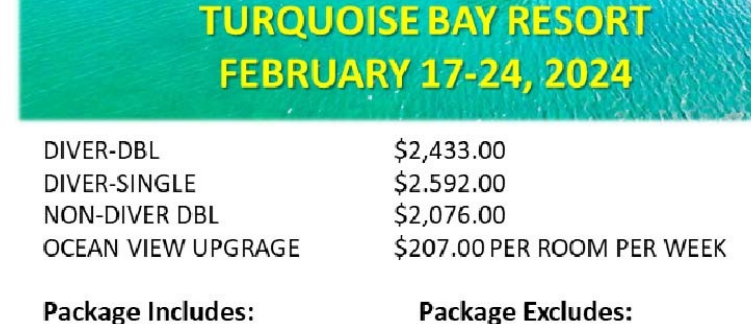 TURQUOISE BAY RESORT
FEBRUARY 17-24, 2024
DIVER-DBL $2,433.00
DIVER-SINGLE $2.592.00
NON-DIVER DBL $2,076.00
OCEAN VIEW UPGRAGE $207.00 PER ROOM PER WEEK
Package Includes: Package Excludes: